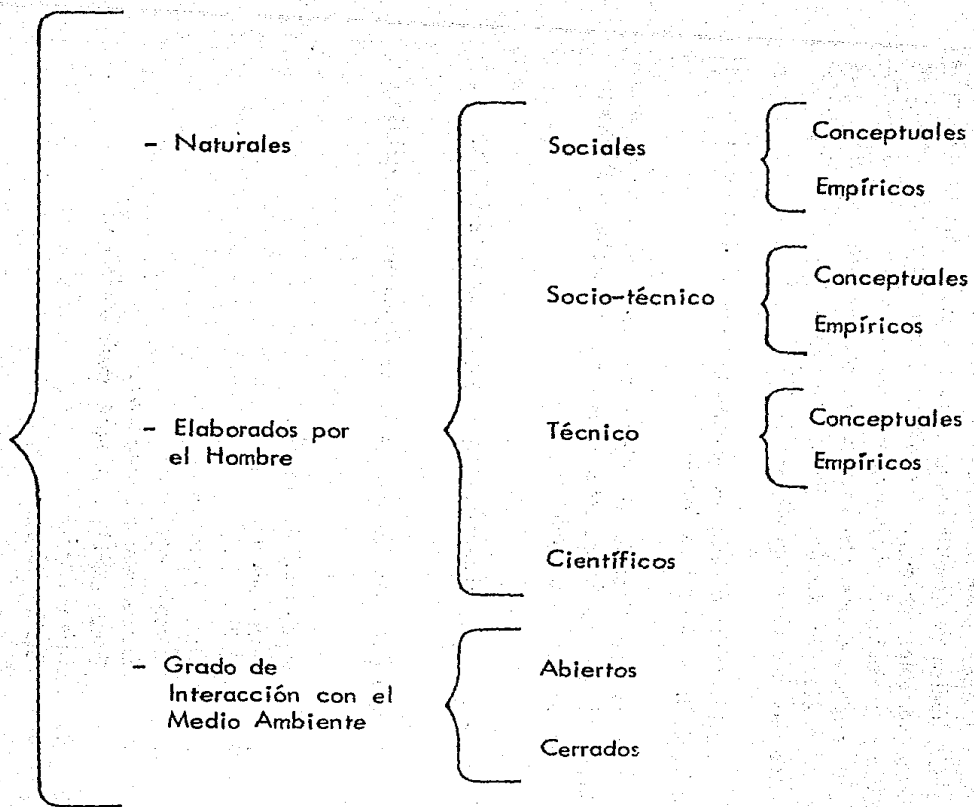 - Naturales
Sociales
Conceptuales
Empíricos
Socio-técnico
Conceptuales
Empíricos
- Elaborados por
el Hombre
Técnico
Conceptuales
Empíricos
Científicos
- Grado de
Interacción con el
Medio Ambiente
Abiertos
Cerrados